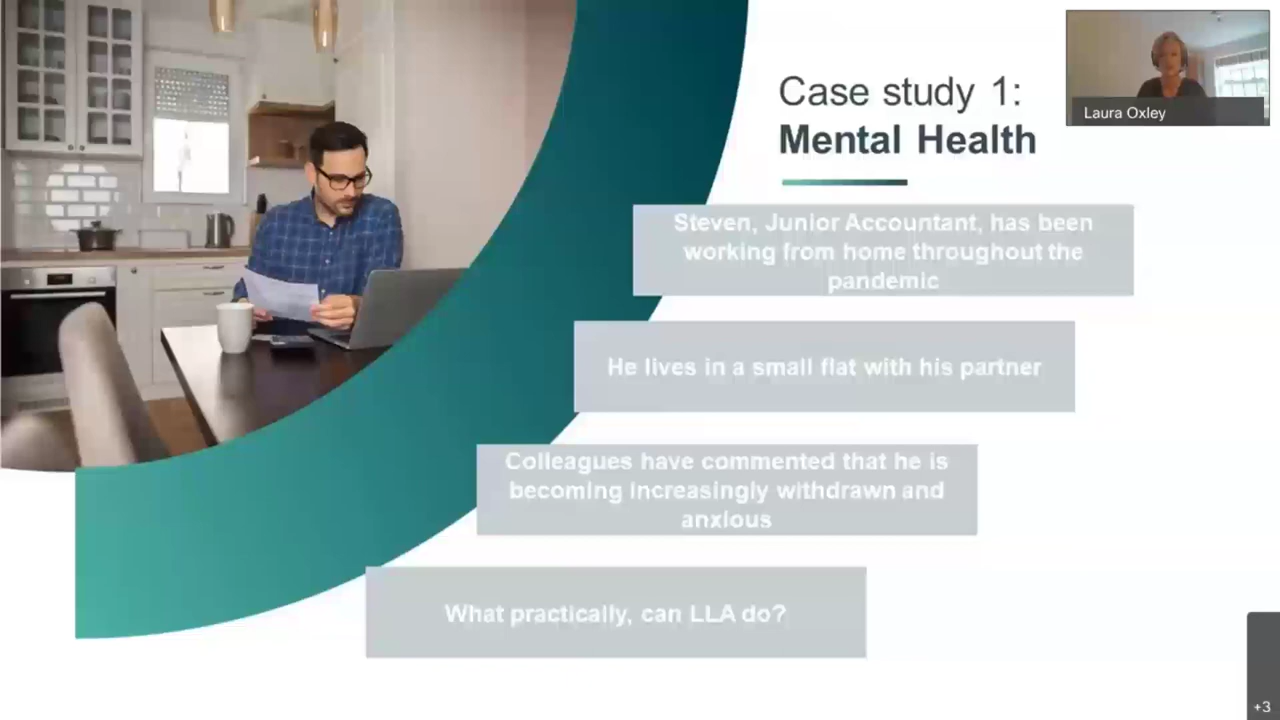 Case study 1:
Mental Health
Laura Oxley
Steven, Junior Accountant, has been
working from home throughout the
pandemic
He lives in a small flat with his partner
Colleagues have commented that he is
becoming increasingly withdrawn and
anxious
What practically, can LLA do?
+3